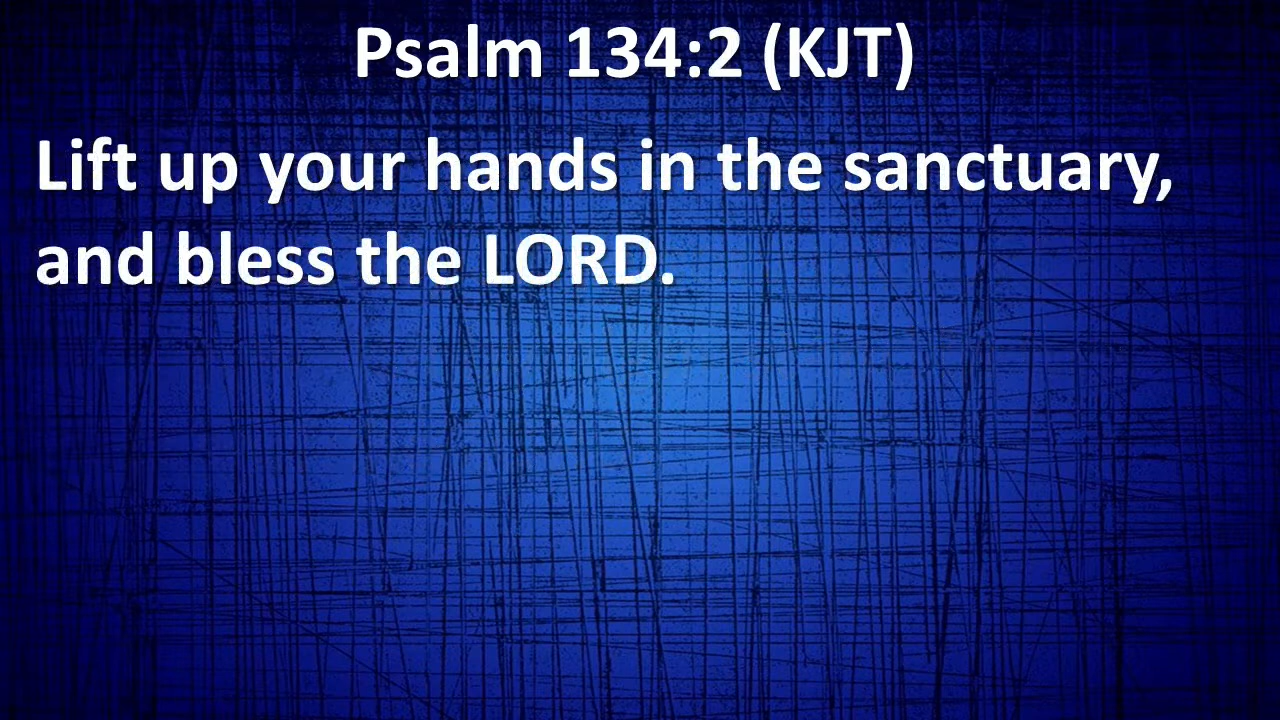 Psalm 134:2 (KJT)
Lift up your hands in the sanctuary,
and bless the LORD.